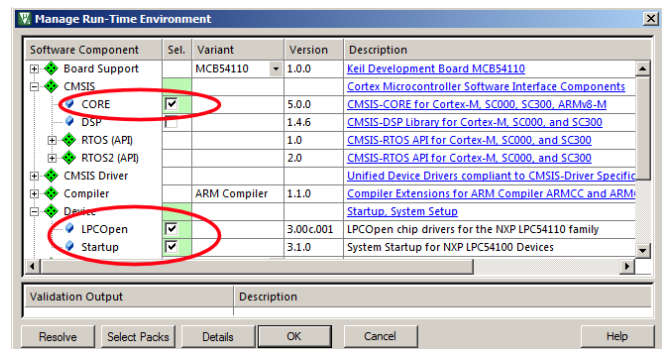 Manage Run-Time Environment
Software Component Sel. Variant Version Description
Board Support MCB54110 1.0.0 Keil Development Board MCB54110
CMSIS Cortex Microcontroller Software Interface Components
CORE 5.0.0 CMSIS-CORE for Cortex-M, SC000, SC300, ARMv8-M
DSP 1.4.6 CMSIS-DSP Library for Cortex-M, SC000, and SC300
RTOS (API) 1.0 CMSIS-RTOS API for Cortex-M, SC000, and SC300
RTOS2 (API) 2.0 CMSIS-RTOS API for Cortex-M, SC000, and SC300
CMSIS Driver Unified Device Drivers compliant to CMSIS-Driver Specific
Compiler ARM Compiler 1.1.0 Compiler Extensions for ARM Compiler ARMCC and ARM
Device Startup, System Setup
LPCOpen 3.00c.001 LPCOpen chip drivers for the NXP LPC54110 family
Startup 3.1.0 System Startup for NXP LPC54100 Devices
Validation Output Description
Resolve Select Packs Details OK Cancel Help